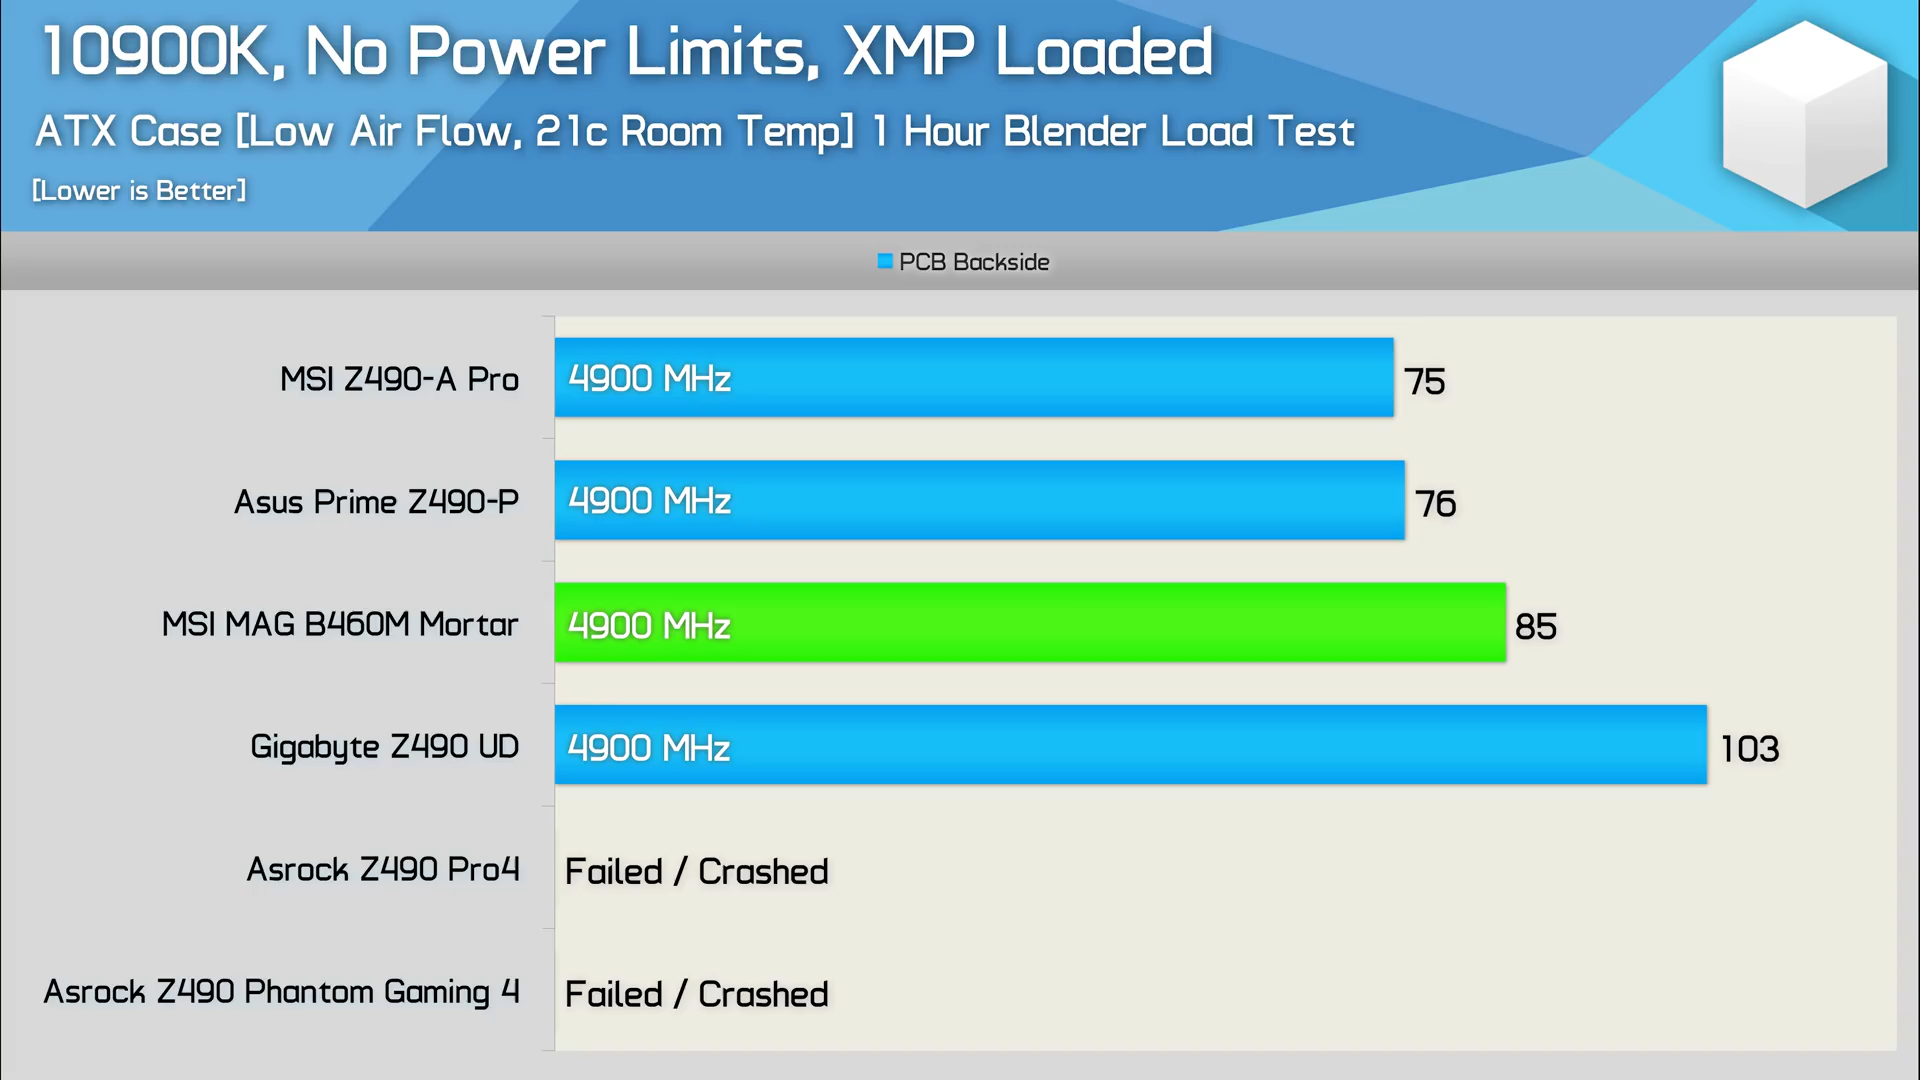 10900K, No Power Limits, XMP Loaded
ATX Case [Low Air Flow, 21c Room Temp] 1 Hour Blender Load Test
[Lower is Better]
PCB Backside
MSI Z490-A Pro 4900 MHz 75
Asus Prime Z490-P 4900 MHz 76
MSI MAG B460M Mortar 4900 MHz 85
Gigabyte Z490 UD 4900 MHz 103
Asrock Z490 Pro4 Failed / Crashed
Asrock Z490 Phantom Gaming 4 Failed / Crashed